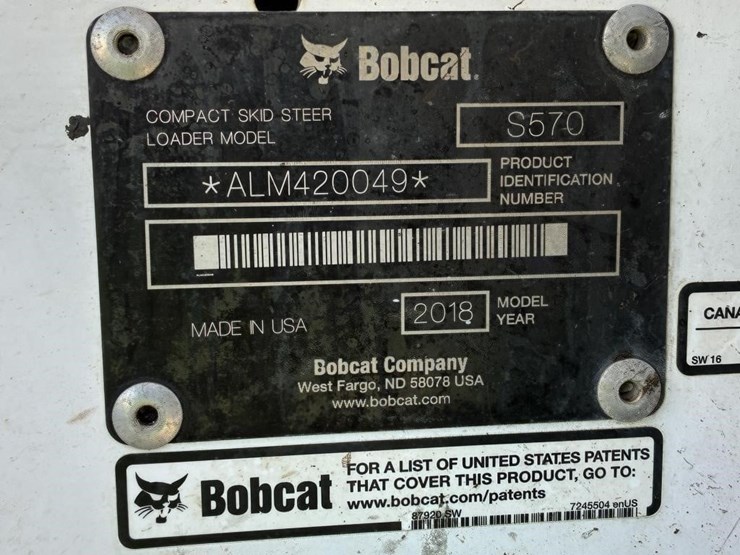 Bobcat.
COMPACT SKID STEER
LOADER MODEL
S570
*ALM420049*
PRODUCT
IDENTIFICATION
NUMBER
MADE IN USA
2018
MODEL
YEAR
Bobcat Company
West Fargo, ND 58078 USA
www.bobcat.com
CANA
SW 16
Bobcat
FOR A LIST OF UNITED STATES PATENTS
THAT COVER THIS PRODUCT, GO TO:
www.bobcat.com/patents
87920 SW
7245504 enUS